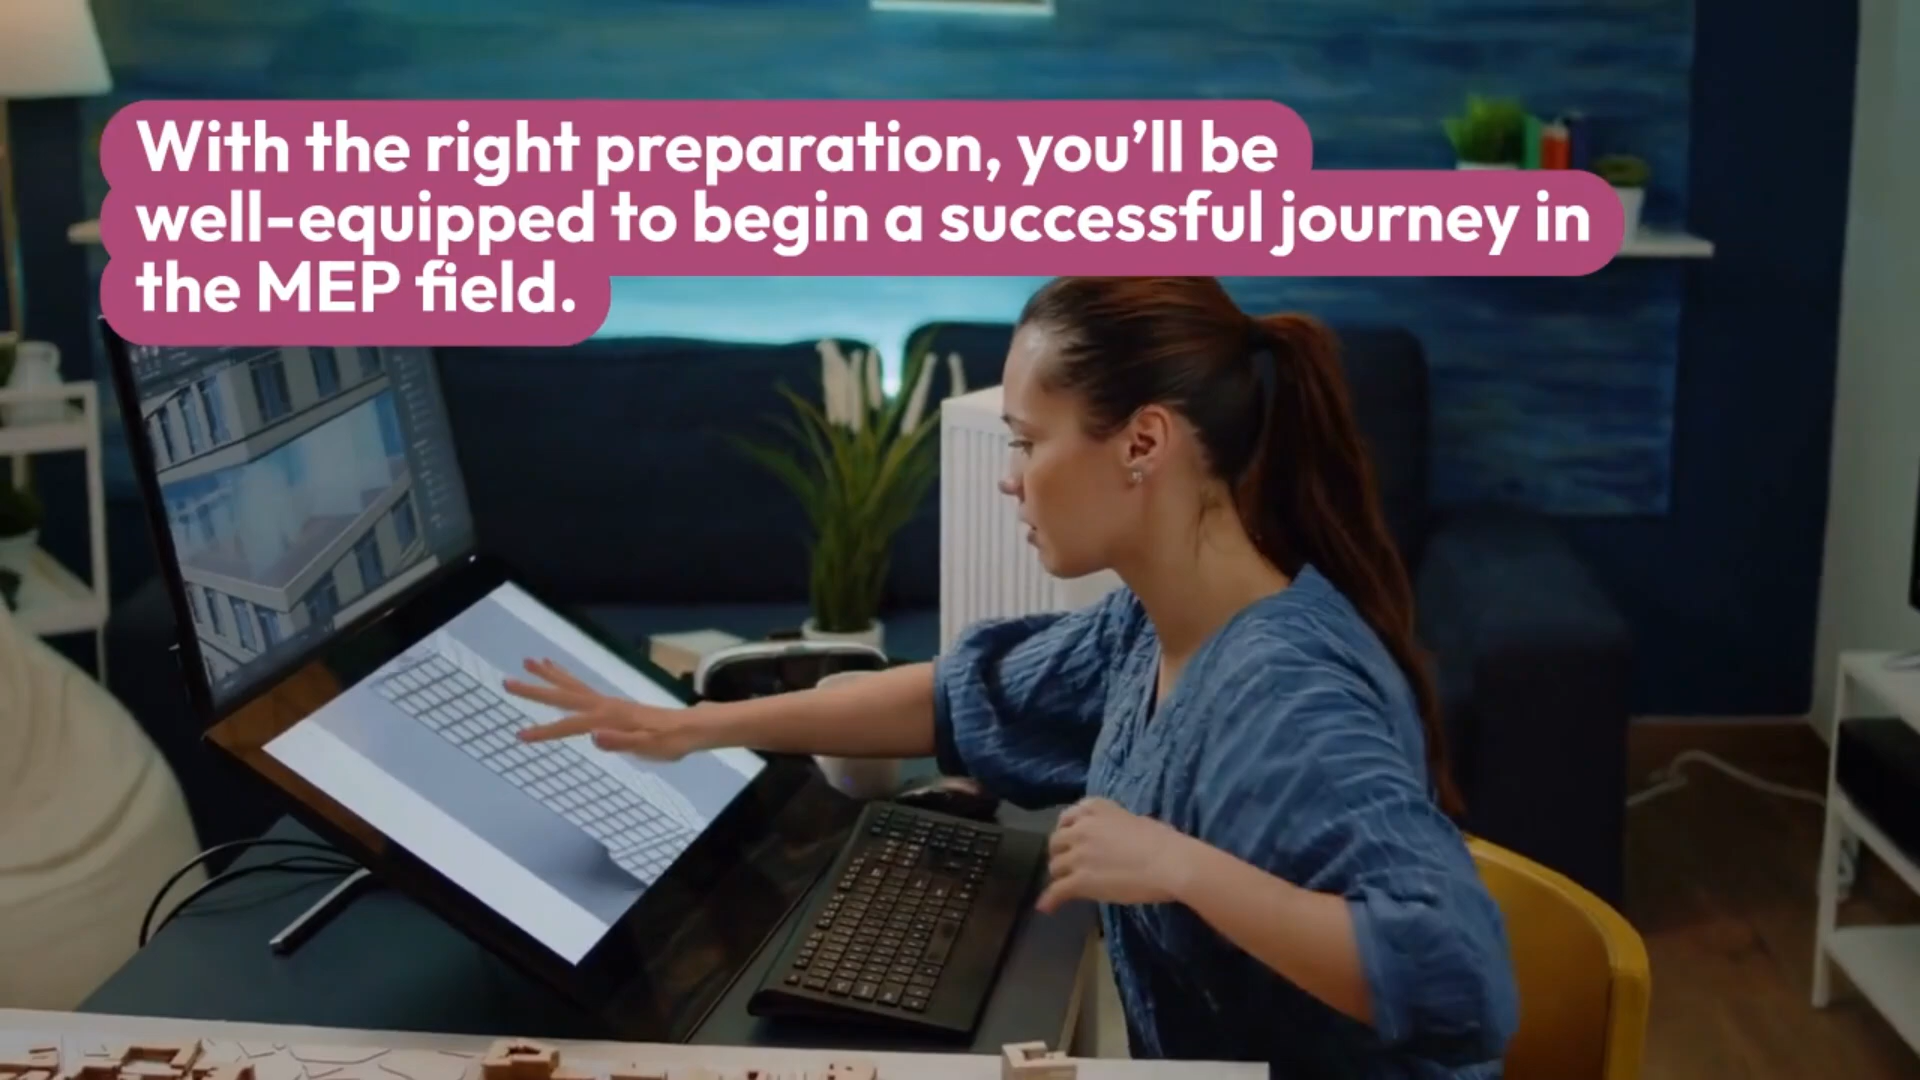 With the right preparation, you’ll be
well-equipped to begin a successful journey in
the MEP field.